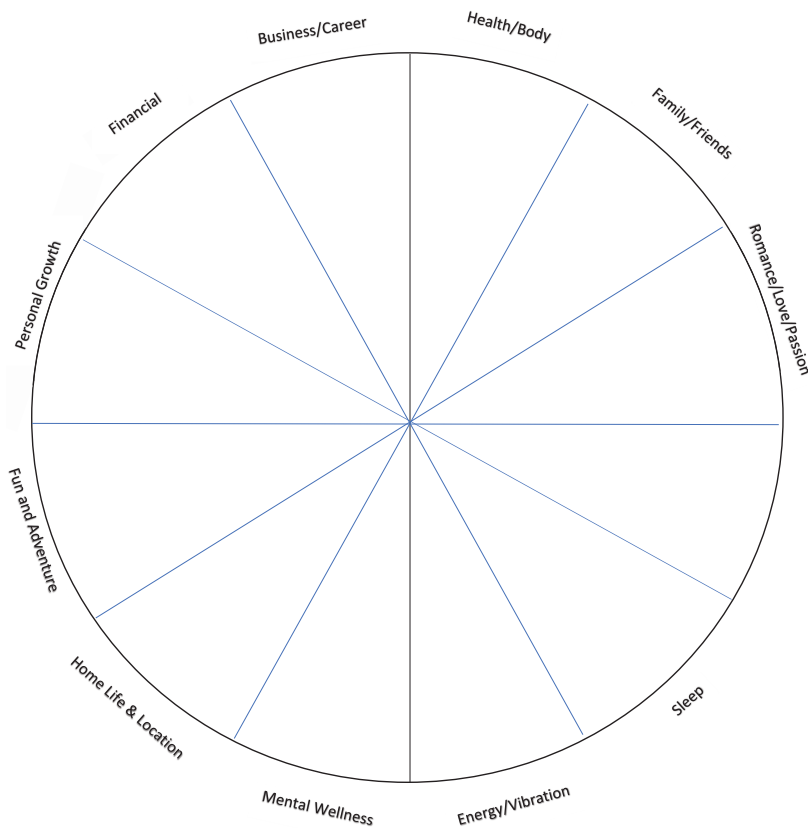 Business/Career
Health/Body
Financial
Family/Friends
Personal Growth
Romance/Love/Passion
Fun and Adventure
Home Life & Location
Sleep
Mental Wellness
Energy/Vibration